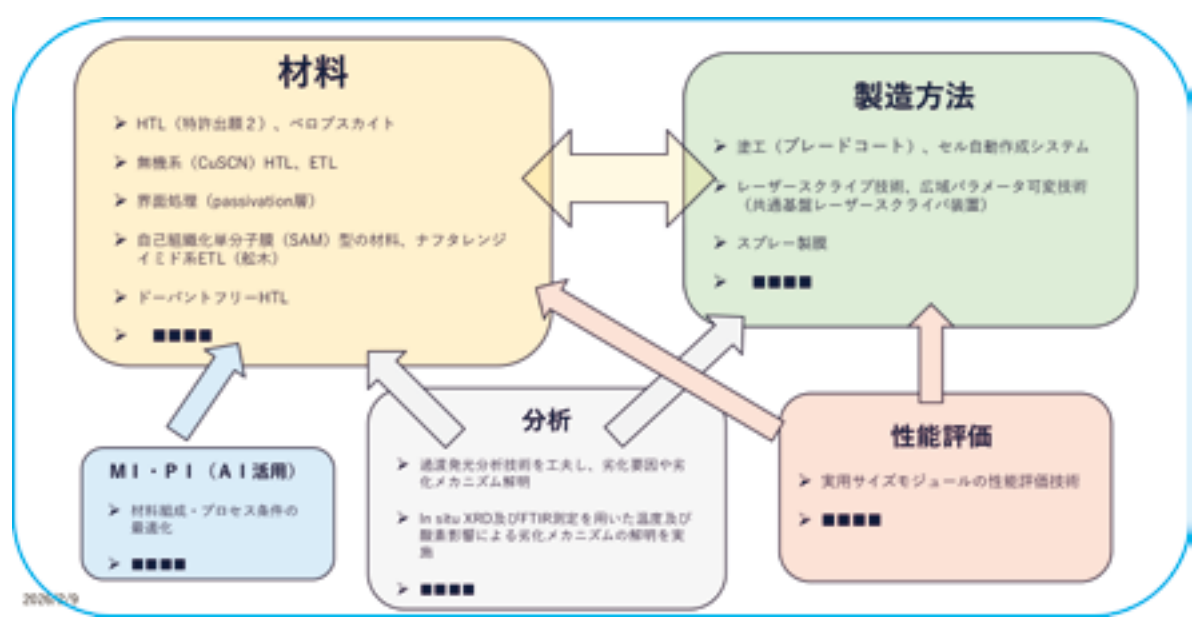 材料
➤ HTL（特許出願2）、ペロブスカイト
➤ 無機系（CuSCN）HTL、ETL
➤ 界面処理（passivation層）
➤ 自己組織化単分子膜（SAM）型の材料、ナフタレンジ
イミド系ETL（舩木）
➤ ドーパントフリーHTL
➤ ■■■■
製造方法
➤ 塗工（ブレードコート）、セル自動作成システム
➤ レーザースクライブ技術、広域パラメータ可変技術
（共通基盤レーザースクライバ装置）
➤ スプレー製膜
➤ ■■■■
MI・PI（AI活用）
➤ 材料組成・プロセス条件の
最適化
➤ ■■■■
分析
➤ 過渡発光分析技術を工夫し、劣化要因や劣
化メカニズム解明
➤ In situ XRD及びFTIR測定を用いた温度及び
酸素影響による劣化メカニズムの解明を実
施
➤ ■■■■
性能評価
➤ 実用サイズモジュールの性能評価技術
➤ ■■■■